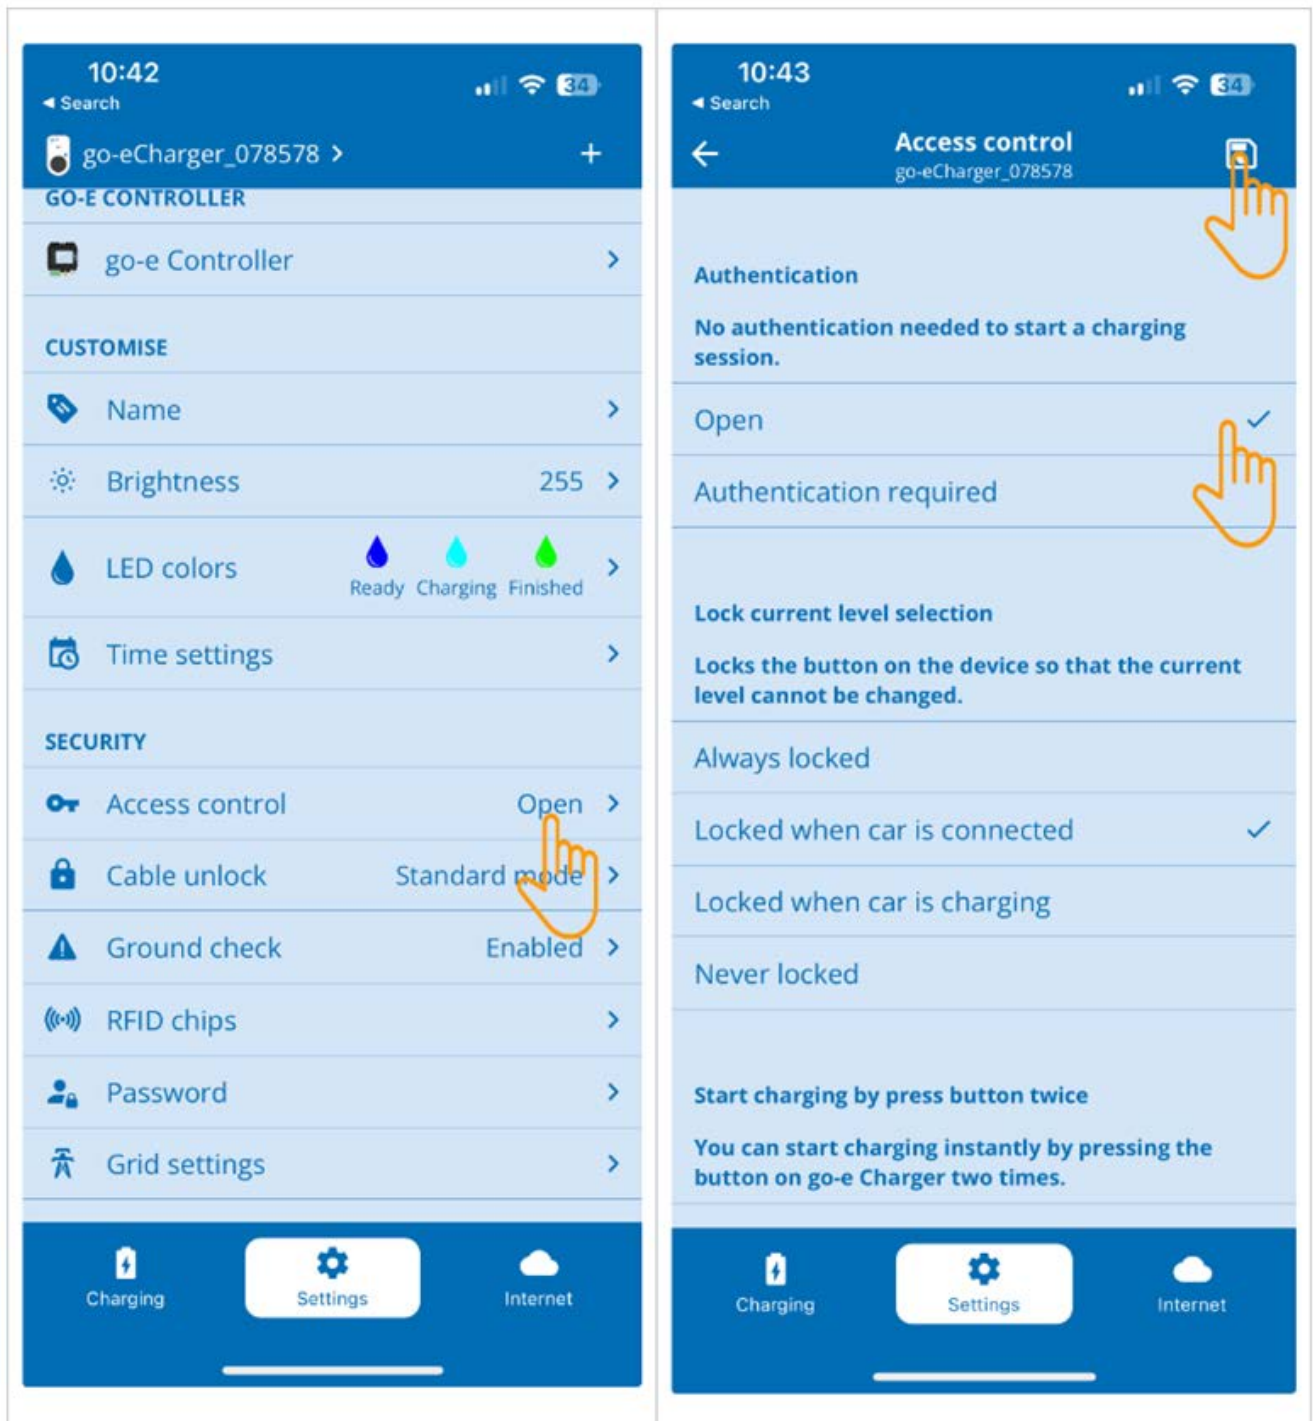 10:42
34
Search
go-eCharger_078578
GO-E CONTROLLER
go-e Controller
CUSTOMISE
Name
Brightness 255
LED colors
Ready Charging Finished
Time settings
SECURITY
Access control Open
Cable unlock Standard mode
Ground check Enabled
RFID chips
Password
Grid settings
Charging Settings Internet
10:43
34
Search
Access control
go-eCharger_078578
Authentication
No authentication needed to start a charging
session.
Open
Authentication required
Lock current level selection
Locks the button on the device so that the current
level cannot be changed.
Always locked
Locked when car is connected
Locked when car is charging
Never locked
Start charging by press button twice
You can start charging instantly by pressing the
button on go-e Charger two times.
Charging Settings Internet